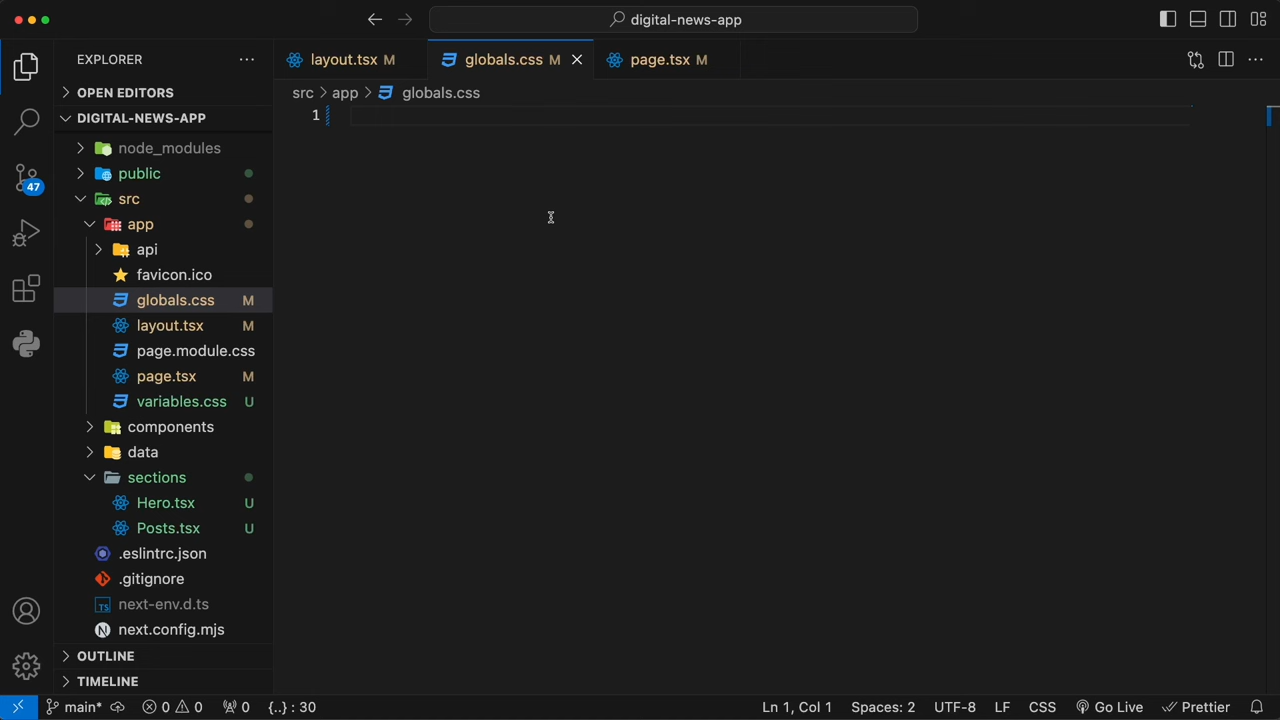 digital-news-app
EXPLORER
layout.tsx M
globals.css M
page.tsx M
OPEN EDITORS
src > app > globals.css
DIGITAL-NEWS-APP
1
node_modules
public
47
src
app
api
favicon.ico
globals.css M
layout.tsx M
page.module.css
page.tsx M
variables.css U
components
data
sections
Hero.tsx U
Posts.tsx U
.eslintrc.json
.gitignore
TS next-env.d.ts
N next.config.mjs
OUTLINE
TIMELINE
main* 0 0 0 {..} : 30 Ln 1, Col 1 Spaces: 2 UTF-8 LF CSS Go Live Prettier